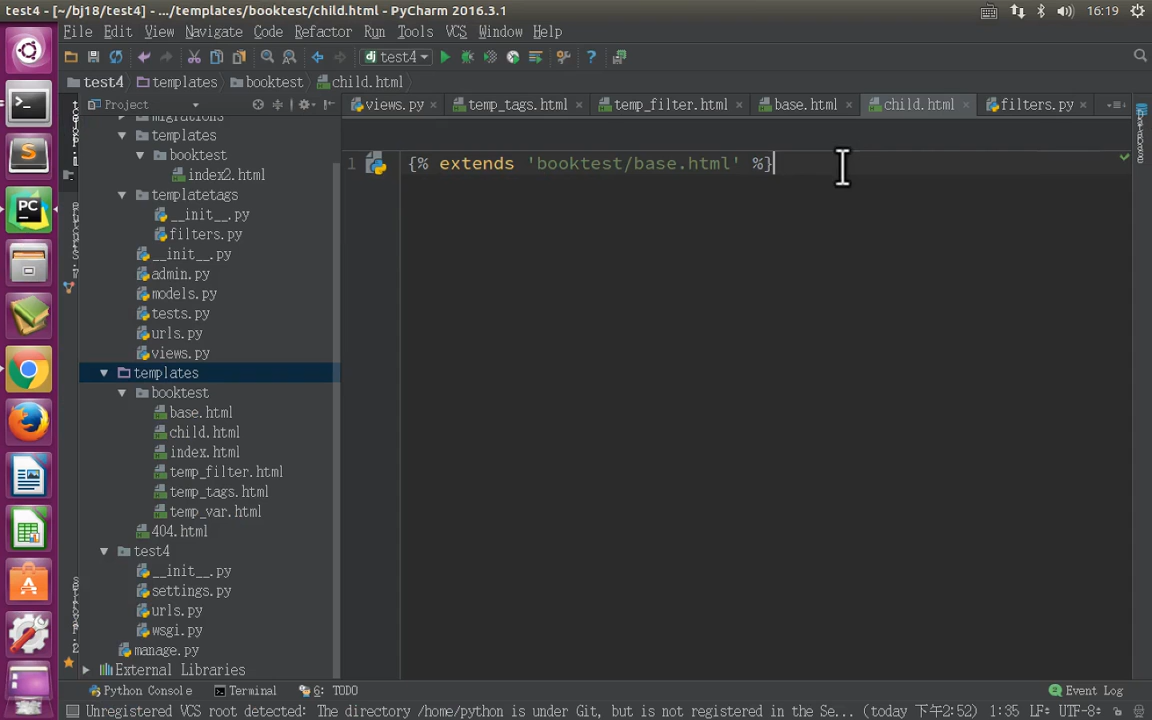 test4 - [~/bj18/test4] - .../templates/booktest/child.html - PyCharm 2016.3.1
16:19
File Edit View Navigate Code Refactor Run Tools VCS Window Help
test4
test4 templates booktest child.html
Project
views.py temp_tags.html temp_filter.html base.html child.html filters.py
migrations
templates
booktest
index2.html
templatetags
__init__.py
filters.py
__init__.py
admin.py
models.py
tests.py
urls.py
views.py
templates
booktest
base.html
child.html
index.html
temp_filter.html
temp_tags.html
temp_var.html
404.html
test4
__init__.py
settings.py
urls.py
wsgi.py
manage.py
External Libraries
1 {% extends 'booktest/base.html' %}
Python Console Terminal 6: TODO Event Log
Unregistered VCS root detected: The directory /home/python is under Git, but is not registered in the Se... (today 下午2:52) 1:35 LF÷ UTF-8÷